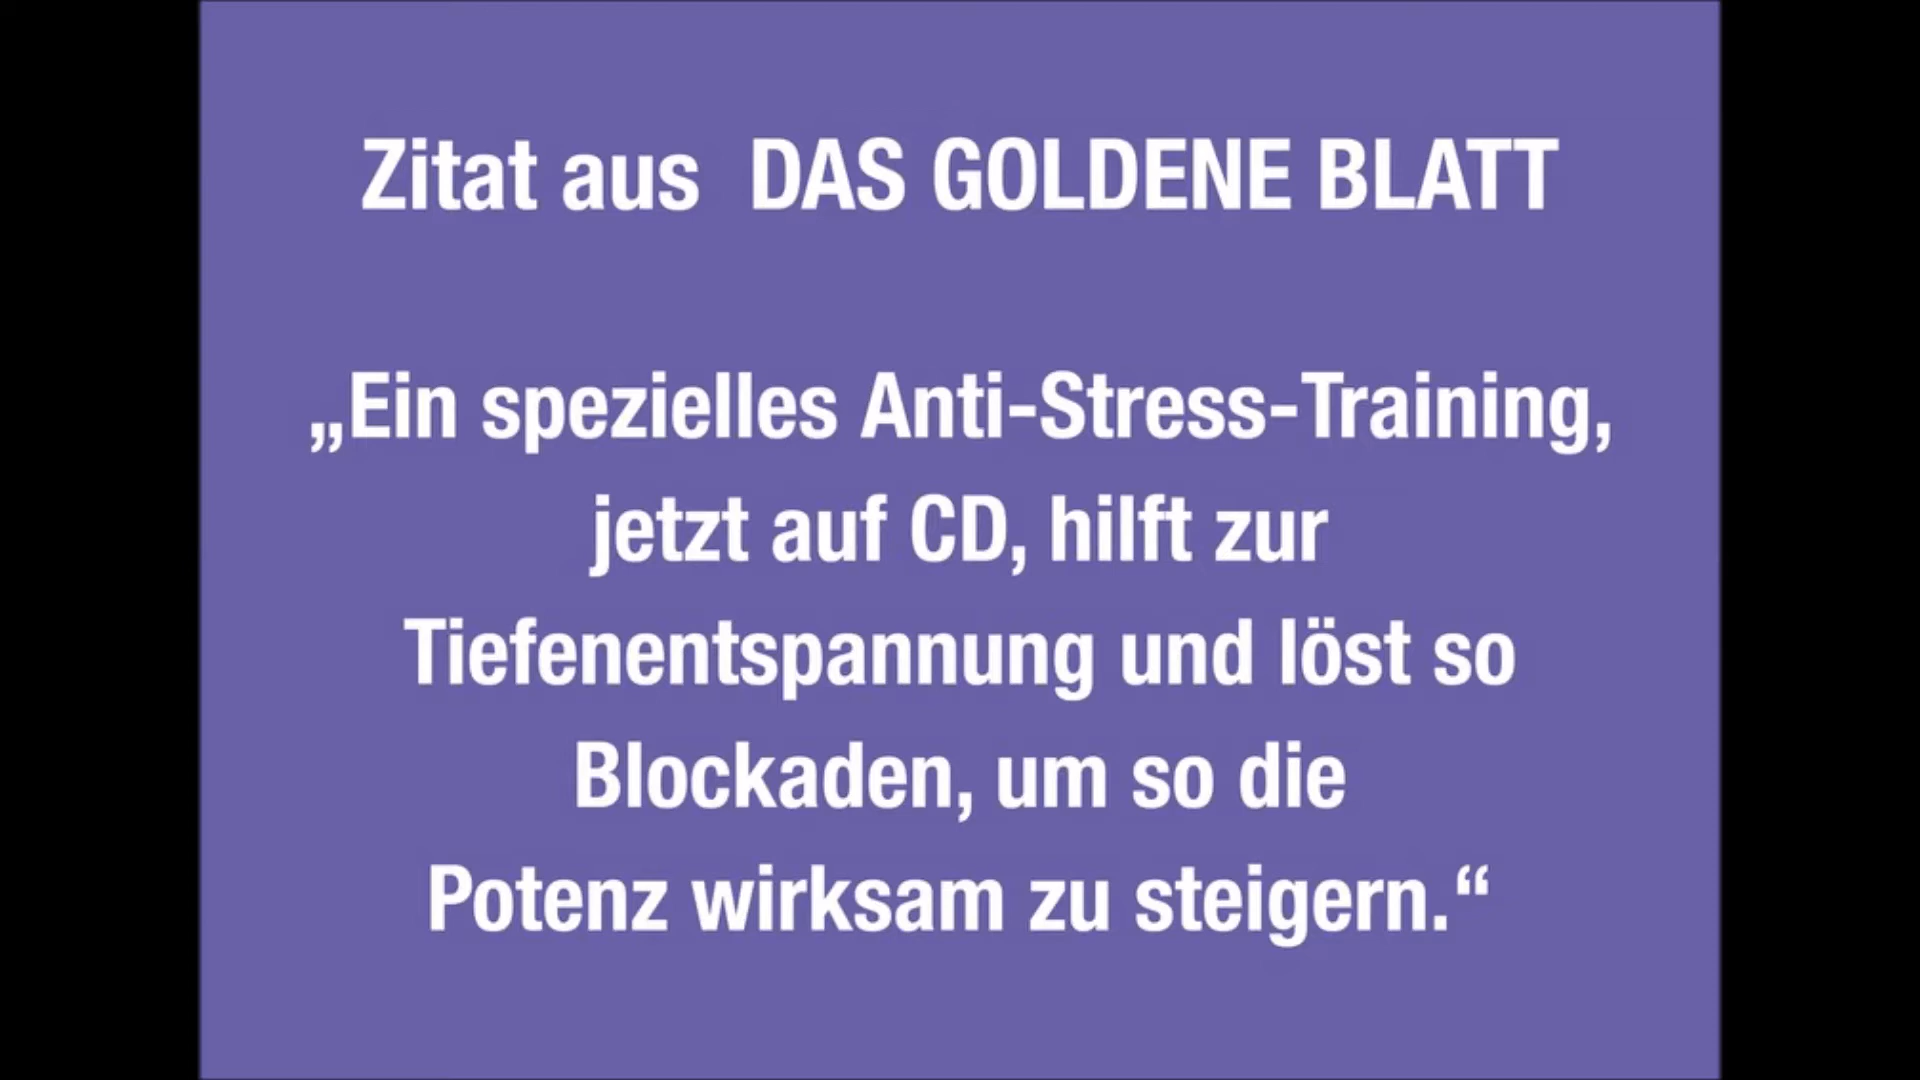 Zitat aus  DAS GOLDENE BLATT
„Ein spezielles Anti-Stress-Training,
jetzt auf CD, hilft zur
Tiefenentspannung und löst so
Blockaden, um so die
Potenz wirksam zu steigern.“